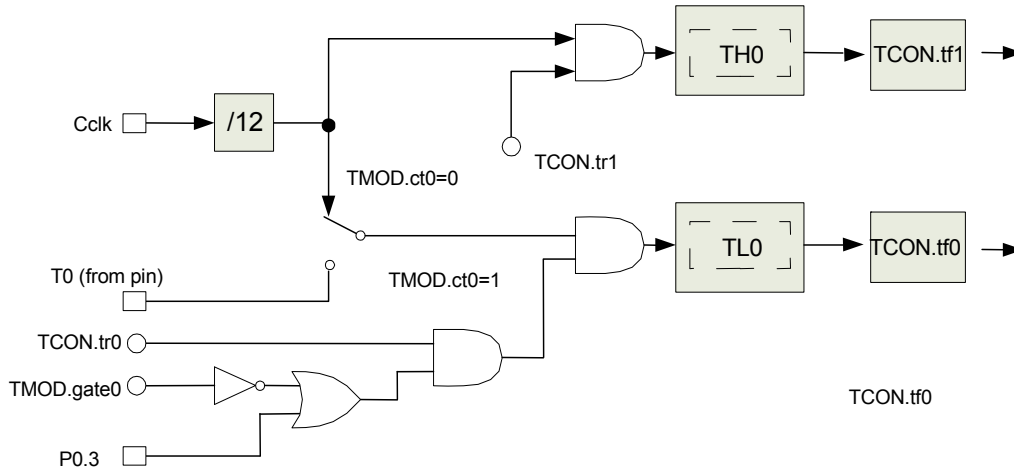 TH0
TCON.tf1
/12
Cclk
TCON.tr1
TMOD.ct0=0
TL0
TCON.tf0
T0 (from pin)
TMOD.ct0=1
TCON.tr0
TMOD.gate0
TCON.tf0
P0.3